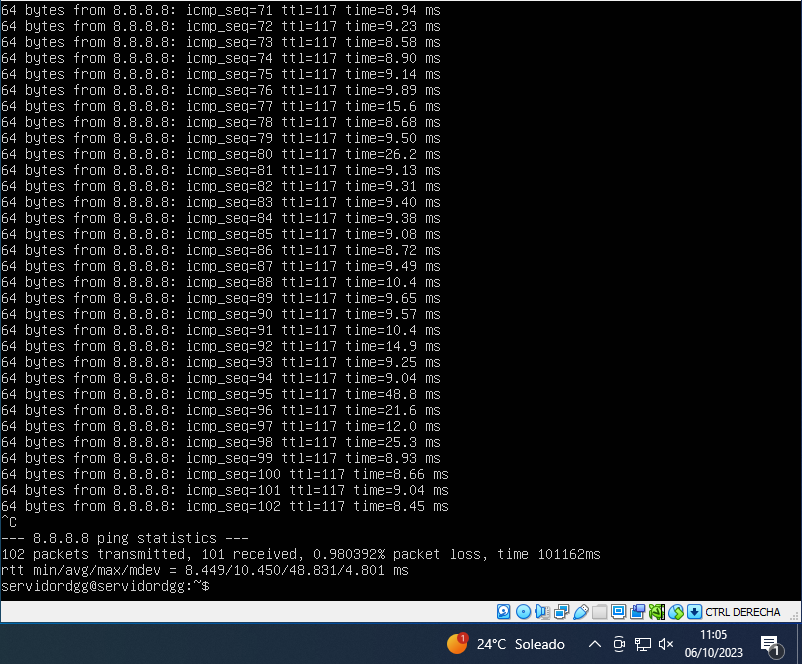 64 bytes from 8.8.8.8: icmp_seq=71 ttl=117 time=8.94 ms
64 bytes from 8.8.8.8: icmp_seq=72 ttl=117 time=9.23 ms
64 bytes from 8.8.8.8: icmp_seq=73 ttl=117 time=8.58 ms
64 bytes from 8.8.8.8: icmp_seq=74 ttl=117 time=8.90 ms
64 bytes from 8.8.8.8: icmp_seq=75 ttl=117 time=9.14 ms
64 bytes from 8.8.8.8: icmp_seq=76 ttl=117 time=9.89 ms
64 bytes from 8.8.8.8: icmp_seq=77 ttl=117 time=15.6 ms
64 bytes from 8.8.8.8: icmp_seq=78 ttl=117 time=8.68 ms
64 bytes from 8.8.8.8: icmp_seq=79 ttl=117 time=9.50 ms
64 bytes from 8.8.8.8: icmp_seq=80 ttl=117 time=26.2 ms
64 bytes from 8.8.8.8: icmp_seq=81 ttl=117 time=9.13 ms
64 bytes from 8.8.8.8: icmp_seq=82 ttl=117 time=9.31 ms
64 bytes from 8.8.8.8: icmp_seq=83 ttl=117 time=9.40 ms
64 bytes from 8.8.8.8: icmp_seq=84 ttl=117 time=9.38 ms
64 bytes from 8.8.8.8: icmp_seq=85 ttl=117 time=9.08 ms
64 bytes from 8.8.8.8: icmp_seq=86 ttl=117 time=8.72 ms
64 bytes from 8.8.8.8: icmp_seq=87 ttl=117 time=9.49 ms
64 bytes from 8.8.8.8: icmp_seq=88 ttl=117 time=10.4 ms
64 bytes from 8.8.8.8: icmp_seq=89 ttl=117 time=9.65 ms
64 bytes from 8.8.8.8: icmp_seq=90 ttl=117 time=9.57 ms
64 bytes from 8.8.8.8: icmp_seq=91 ttl=117 time=10.4 ms
64 bytes from 8.8.8.8: icmp_seq=92 ttl=117 time=14.9 ms
64 bytes from 8.8.8.8: icmp_seq=93 ttl=117 time=9.25 ms
64 bytes from 8.8.8.8: icmp_seq=94 ttl=117 time=9.04 ms
64 bytes from 8.8.8.8: icmp_seq=95 ttl=117 time=48.8 ms
64 bytes from 8.8.8.8: icmp_seq=96 ttl=117 time=21.6 ms
64 bytes from 8.8.8.8: icmp_seq=97 ttl=117 time=12.0 ms
64 bytes from 8.8.8.8: icmp_seq=98 ttl=117 time=25.3 ms
64 bytes from 8.8.8.8: icmp_seq=99 ttl=117 time=8.93 ms
64 bytes from 8.8.8.8: icmp_seq=100 ttl=117 time=8.66 ms
64 bytes from 8.8.8.8: icmp_seq=101 ttl=117 time=9.04 ms
64 bytes from 8.8.8.8: icmp_seq=102 ttl=117 time=8.45 ms
^C
--- 8.8.8.8 ping statistics ---
102 packets transmitted, 101 received, 0.980392% packet loss, time 101162ms
rtt min/avg/max/mdev = 8.449/10.450/48.831/4.801 ms
servidordgg@servidordgg:~$
CTRL DERECHA
1
24°C Soleado
11:05
06/10/2023
1